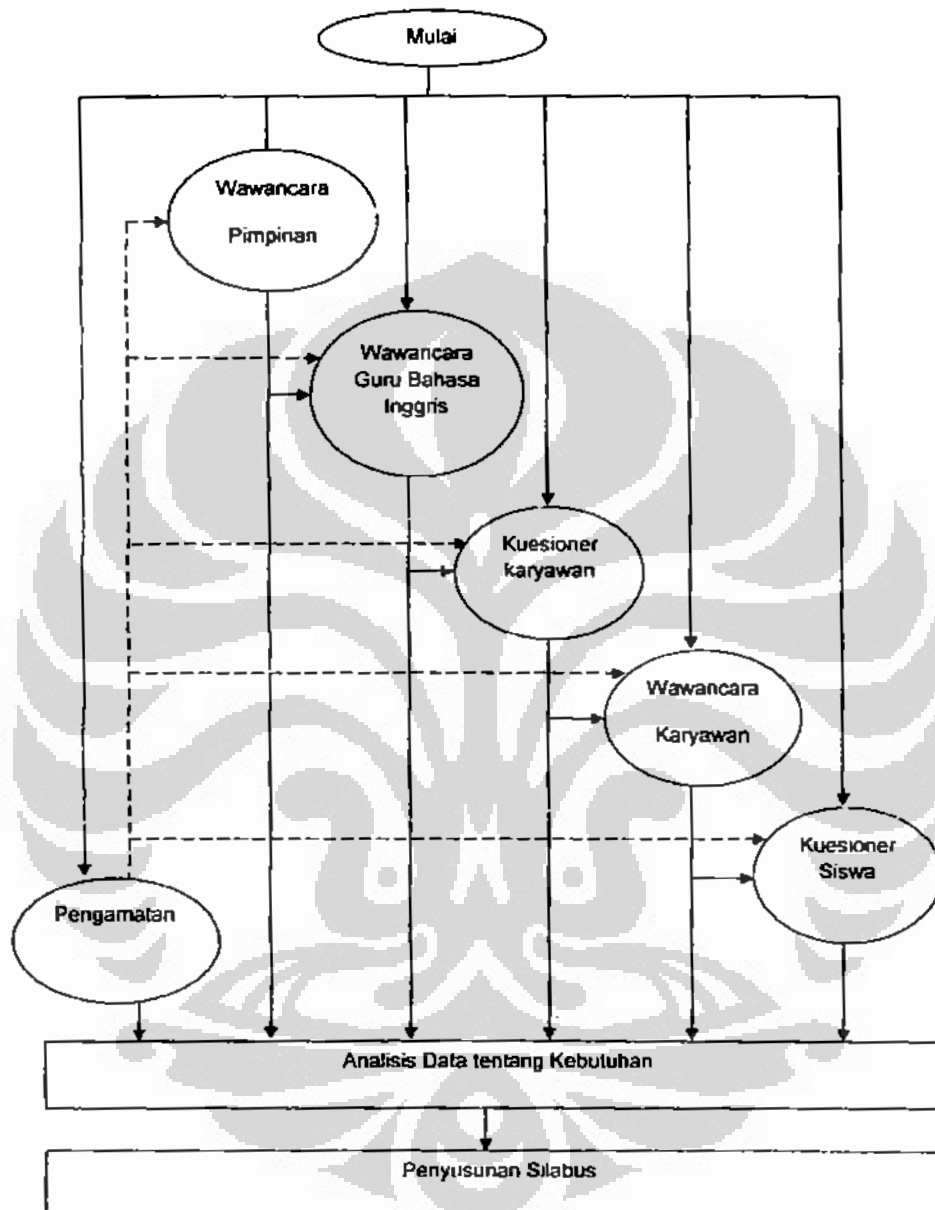 Mulai
Wawancara
Pimpinan
Wawancara
Guru Bahasa
Inggris
Kuesioner
karyawan
Wawancara
Karyawan
Kuesioner
Siswa
Pengamatan
Analisis Data tentang Kebutuhan
Penyusunan Silabus